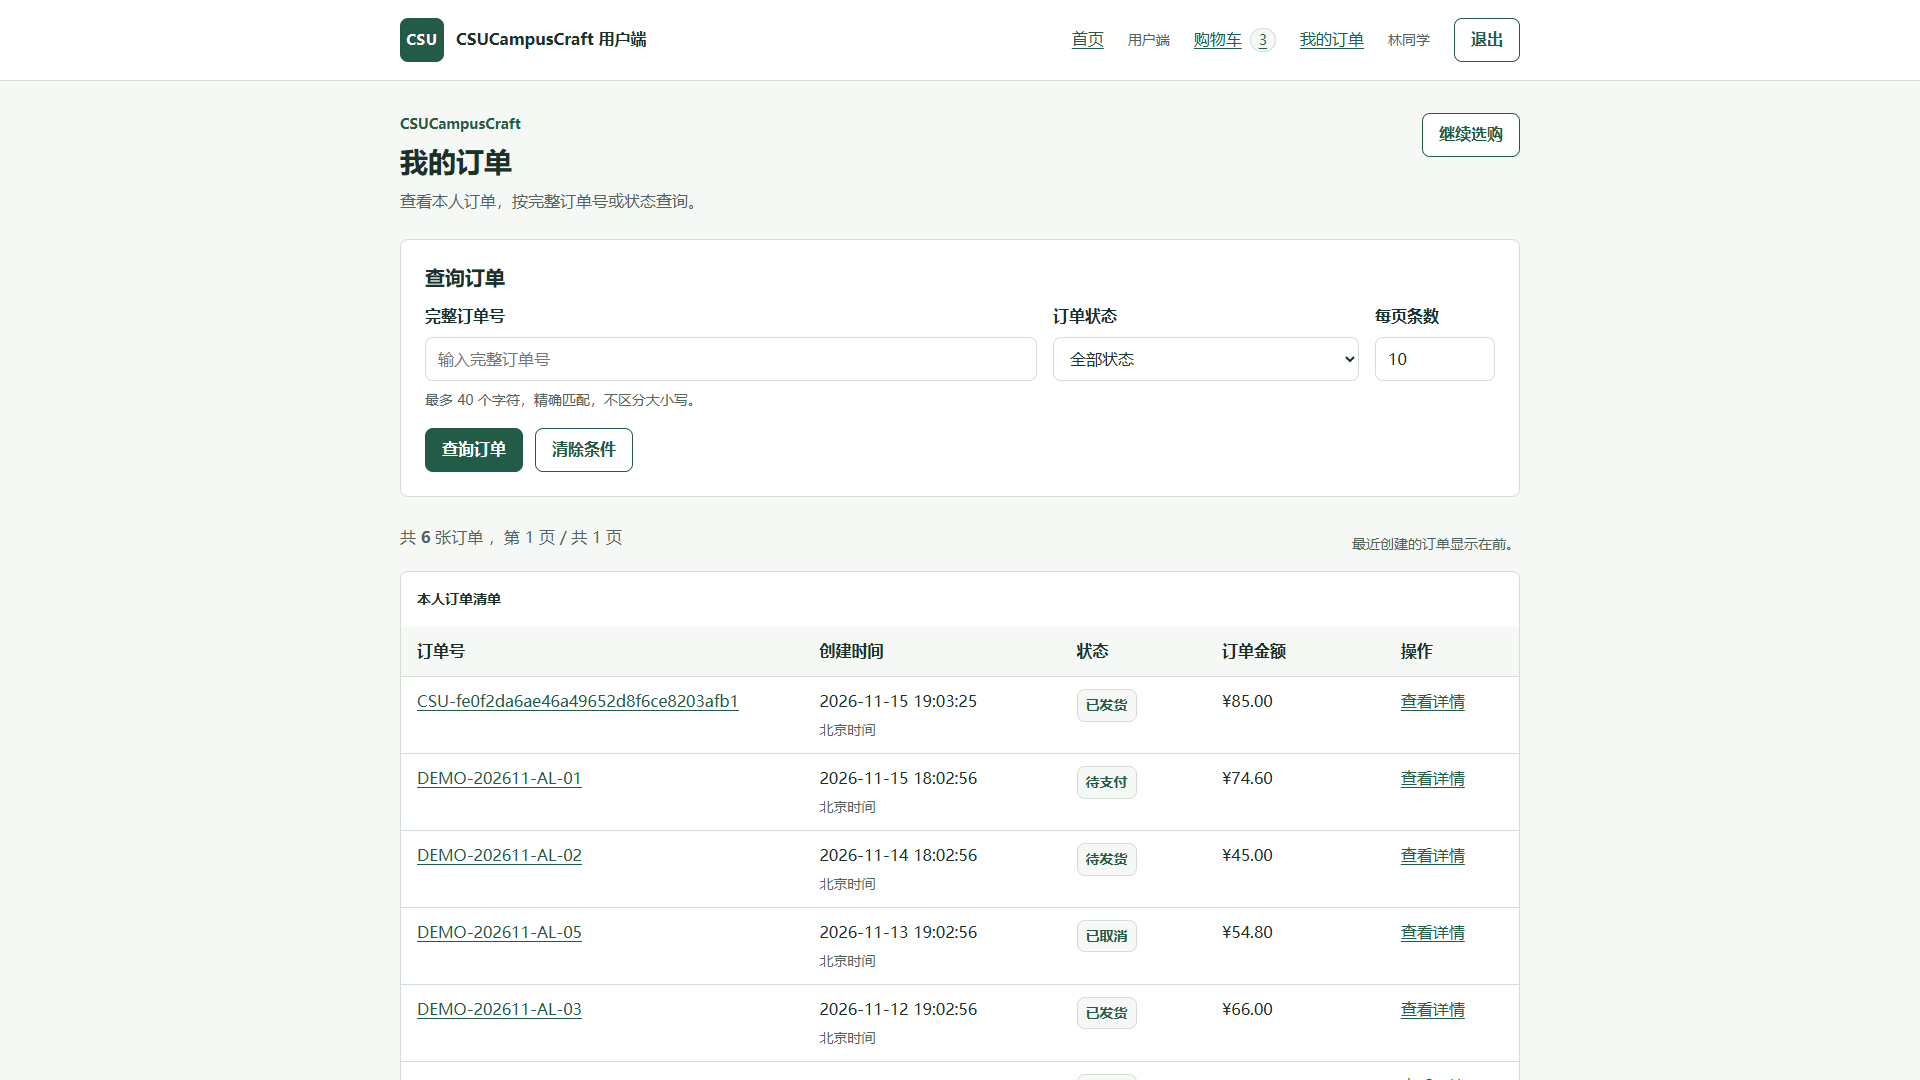 CSU CSUCampusCraft 用户端 首页 用户端 购物车 3 我的订单 林同学 退出
CSUCampusCraft
我的订单
查看本人订单，按完整订单号或状态查询。
继续选购
查询订单
完整订单号 订单状态 每页条数
输入完整订单号 全部状态 10
最多 40 个字符，精确匹配，不区分大小写。
查询订单 清除条件
共 6 张订单， 第 1 页 / 共 1 页
最近创建的订单显示在前。
本人订单清单
订单号 创建时间 状态 订单金额 操作
CSU-fe0f2da6ae46a49652d8f6ce8203afb1 2026-11-15 19:03:25 已发货 ¥85.00 查看详情
北京时间
DEMO-202611-AL-01 2026-11-15 18:02:56 待支付 ¥74.60 查看详情
北京时间
DEMO-202611-AL-02 2026-11-14 18:02:56 待发货 ¥45.00 查看详情
北京时间
DEMO-202611-AL-05 2026-11-13 19:02:56 已取消 ¥54.80 查看详情
北京时间
DEMO-202611-AL-03 2026-11-12 19:02:56 已发货 ¥66.00 查看详情
北京时间